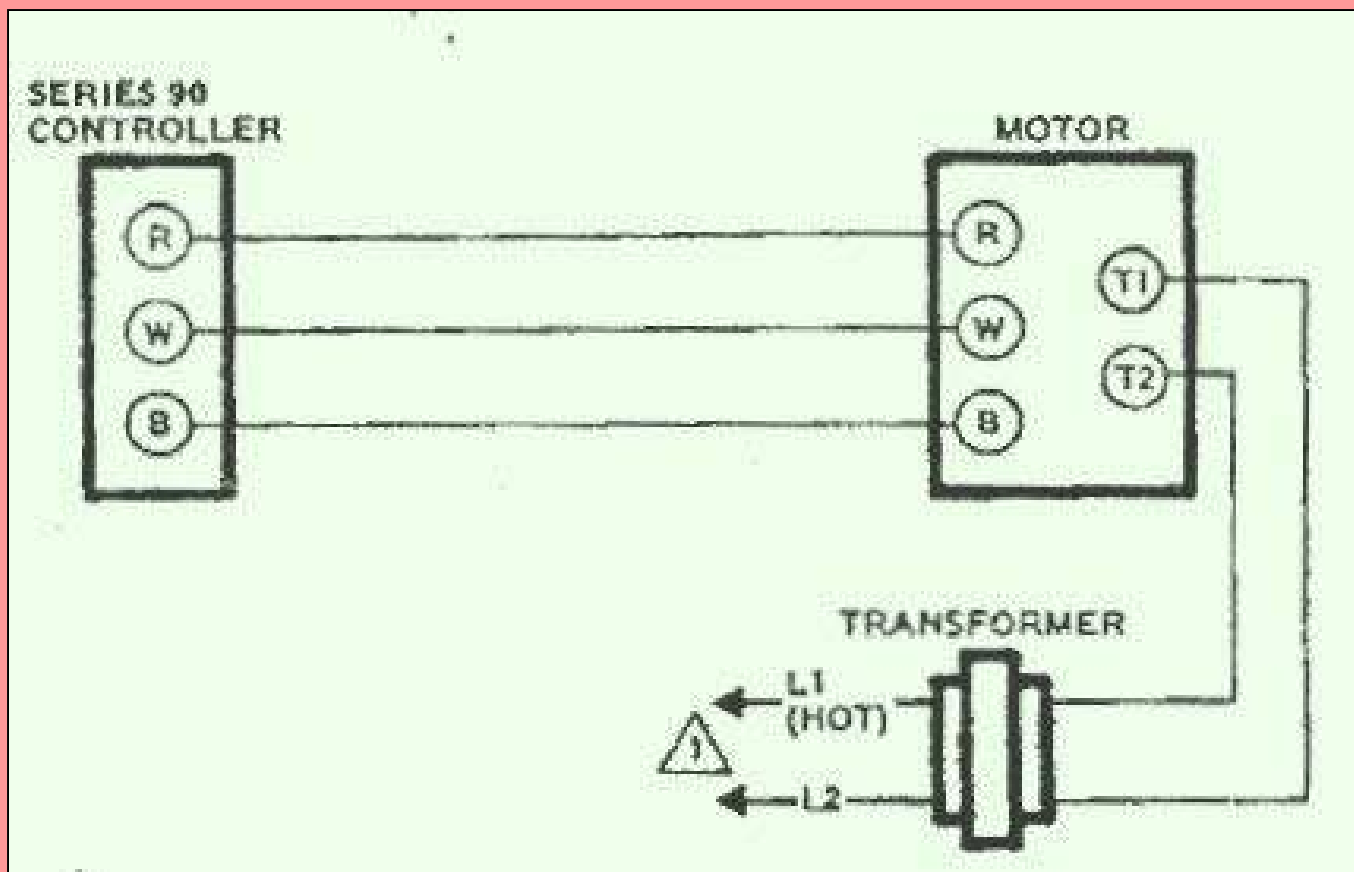 SERIES 90
CONTROLLER
MOTOR
R
W
B
R
W
B
T1
T2
TRANSFORMER
L1
(HOT)
1
L2